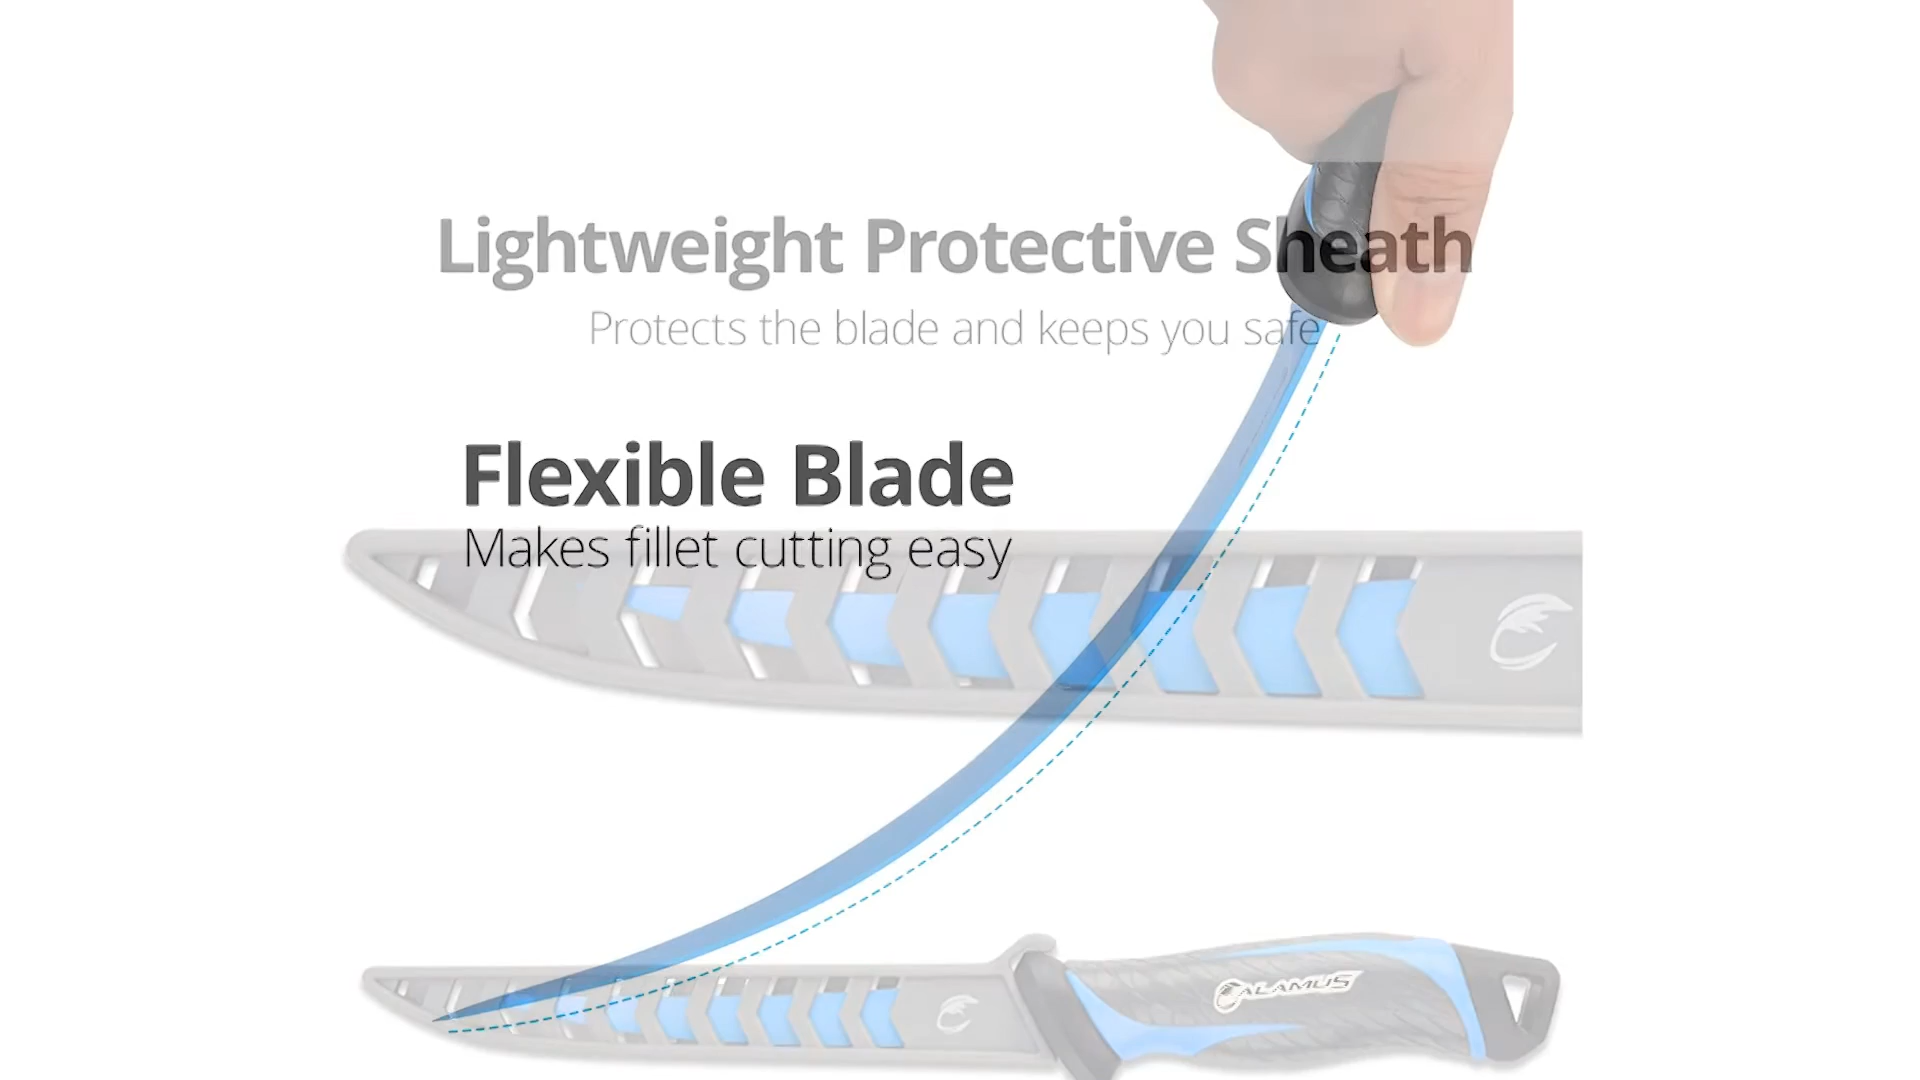 Lightweight Protective Sheath
Protects the blade and keeps you safe
Flexible Blade
Makes fillet cutting easy
CALAMUS